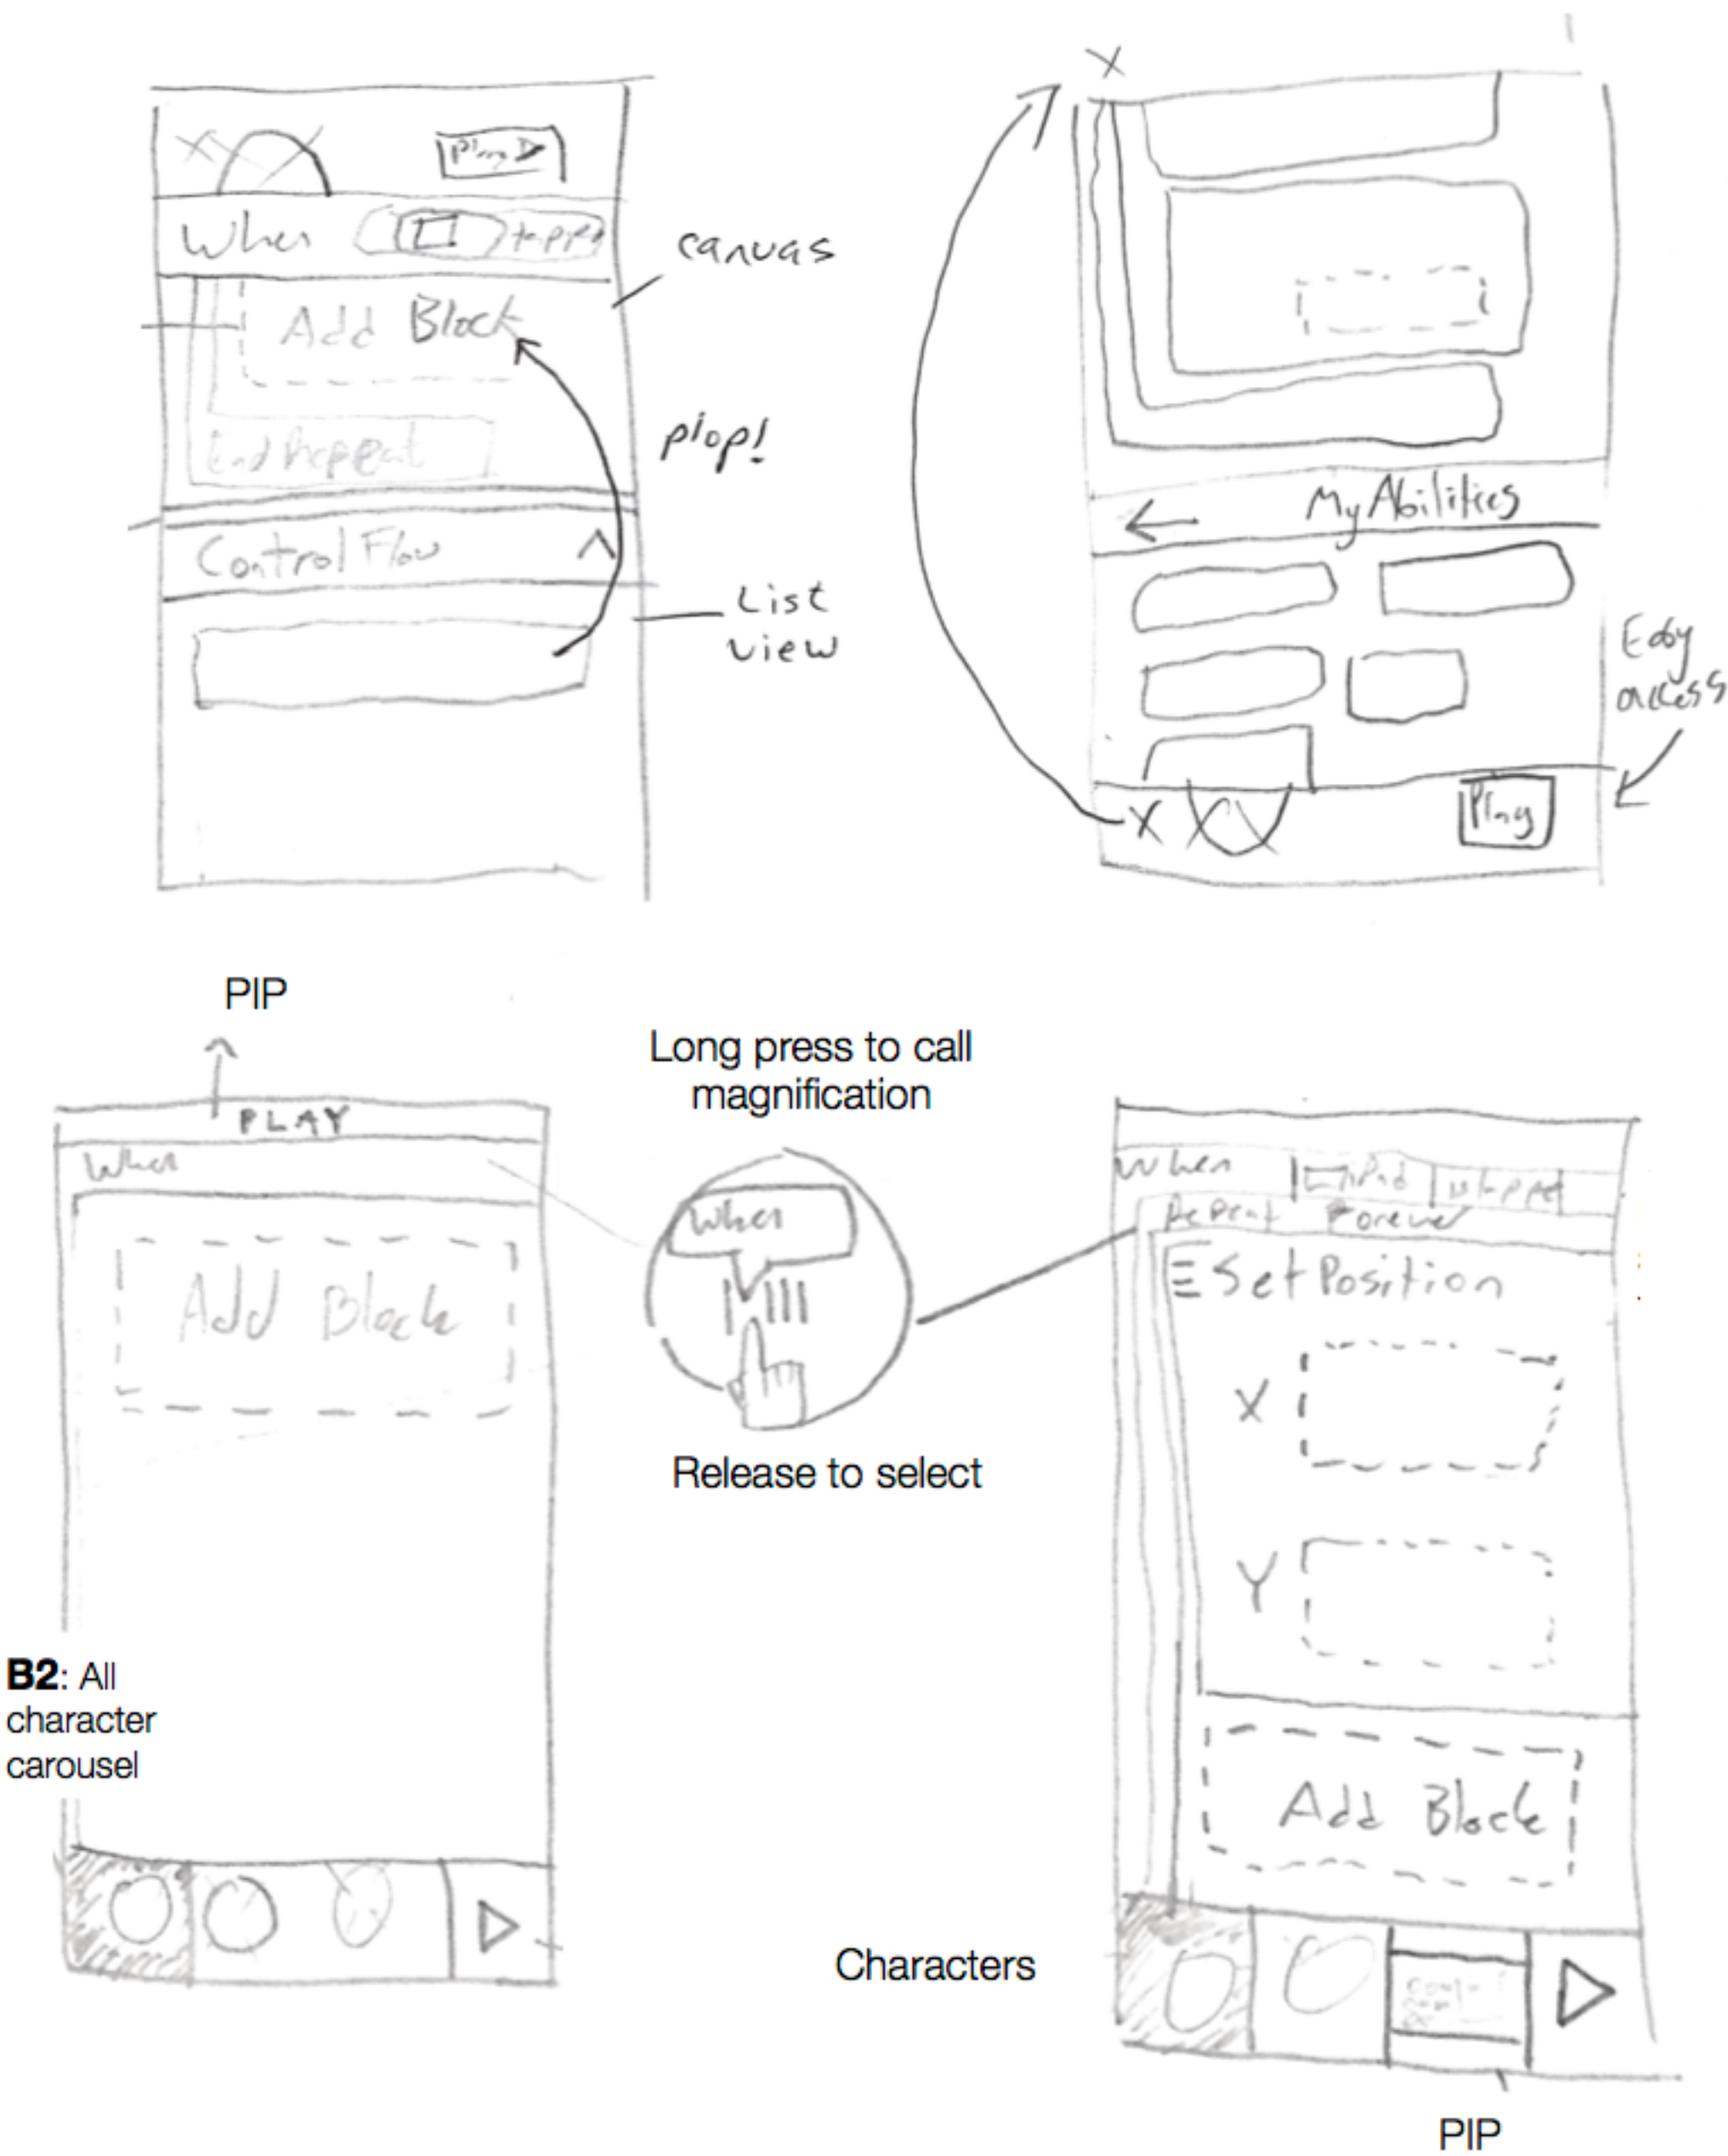 Play
When
tapped
canvas
Add Block
plop!
End Repeat
Control Flow
List
view
X
My Abilities
Easy
access
X
Play
PIP
PLAY
When
Add Block
Long press to call
magnification
When
Release to select
B2: All
character
carousel
When iPad is tapped
Repeat Forever
Set Position
X
Y
Add Block
Characters
PIP